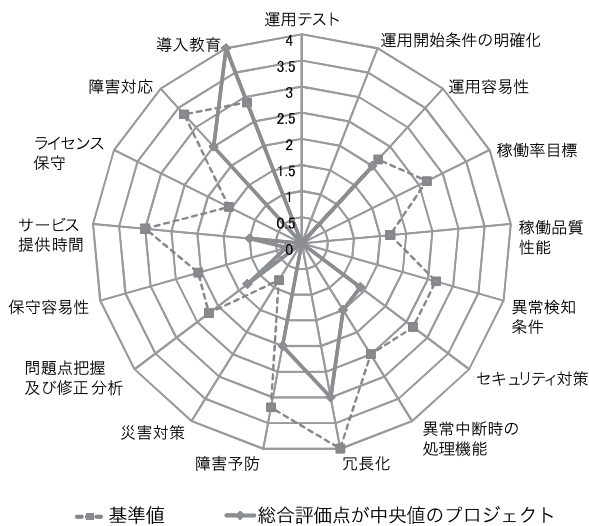 運用テスト
運用開始条件の明確化
運用容易性
稼働率目標
稼働品質
性能
異常検知
条件
セキュリティ対策
異常中断時の
処理機能
冗長化
障害予防
災害対策
問題点把握
及び修正分析
保守容易性
サービス
提供時間
ライセンス
保守
障害対応
導入教育
4
3.5
3
2.5
2
1.5
1
0.5
0
基準値
総合評価点が中央値のプロジェクト